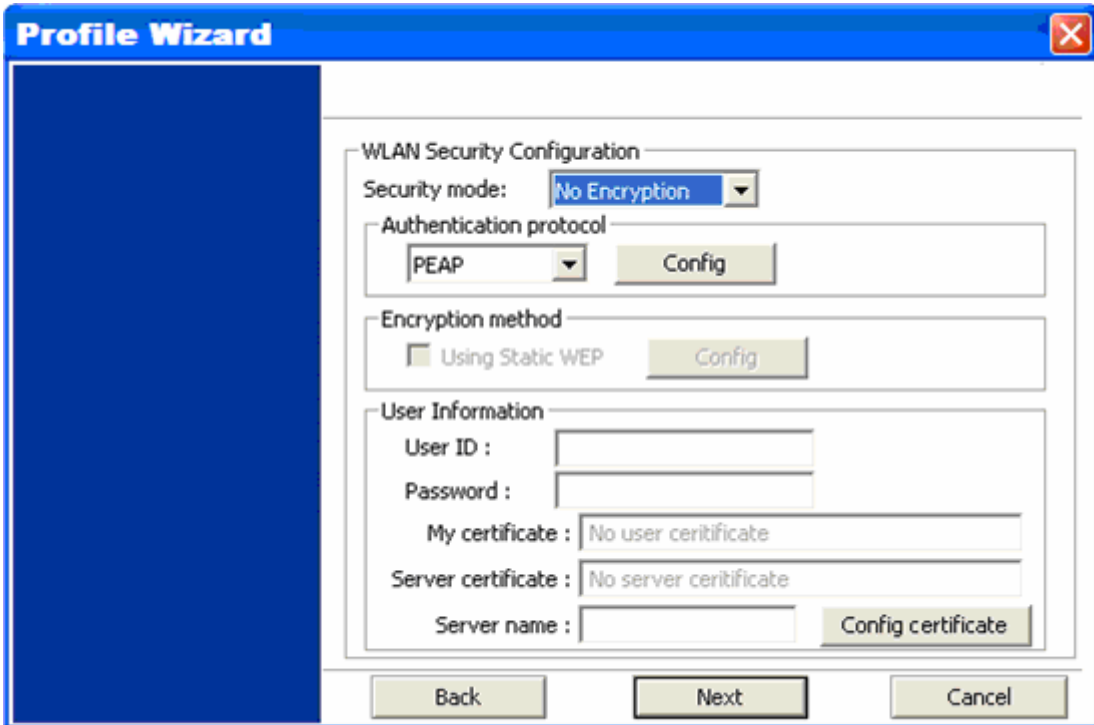 Profile Wizard
WLAN Security Configuration
Security mode: No Encryption
Authentication protocol
PEAP Config
Encryption method
Using Static WEP Config
User Information
User ID :
Password :
My certificate : No user ceritificate
Server certificate : No server ceritificate
Server name : Config certificate
Back Next Cancel